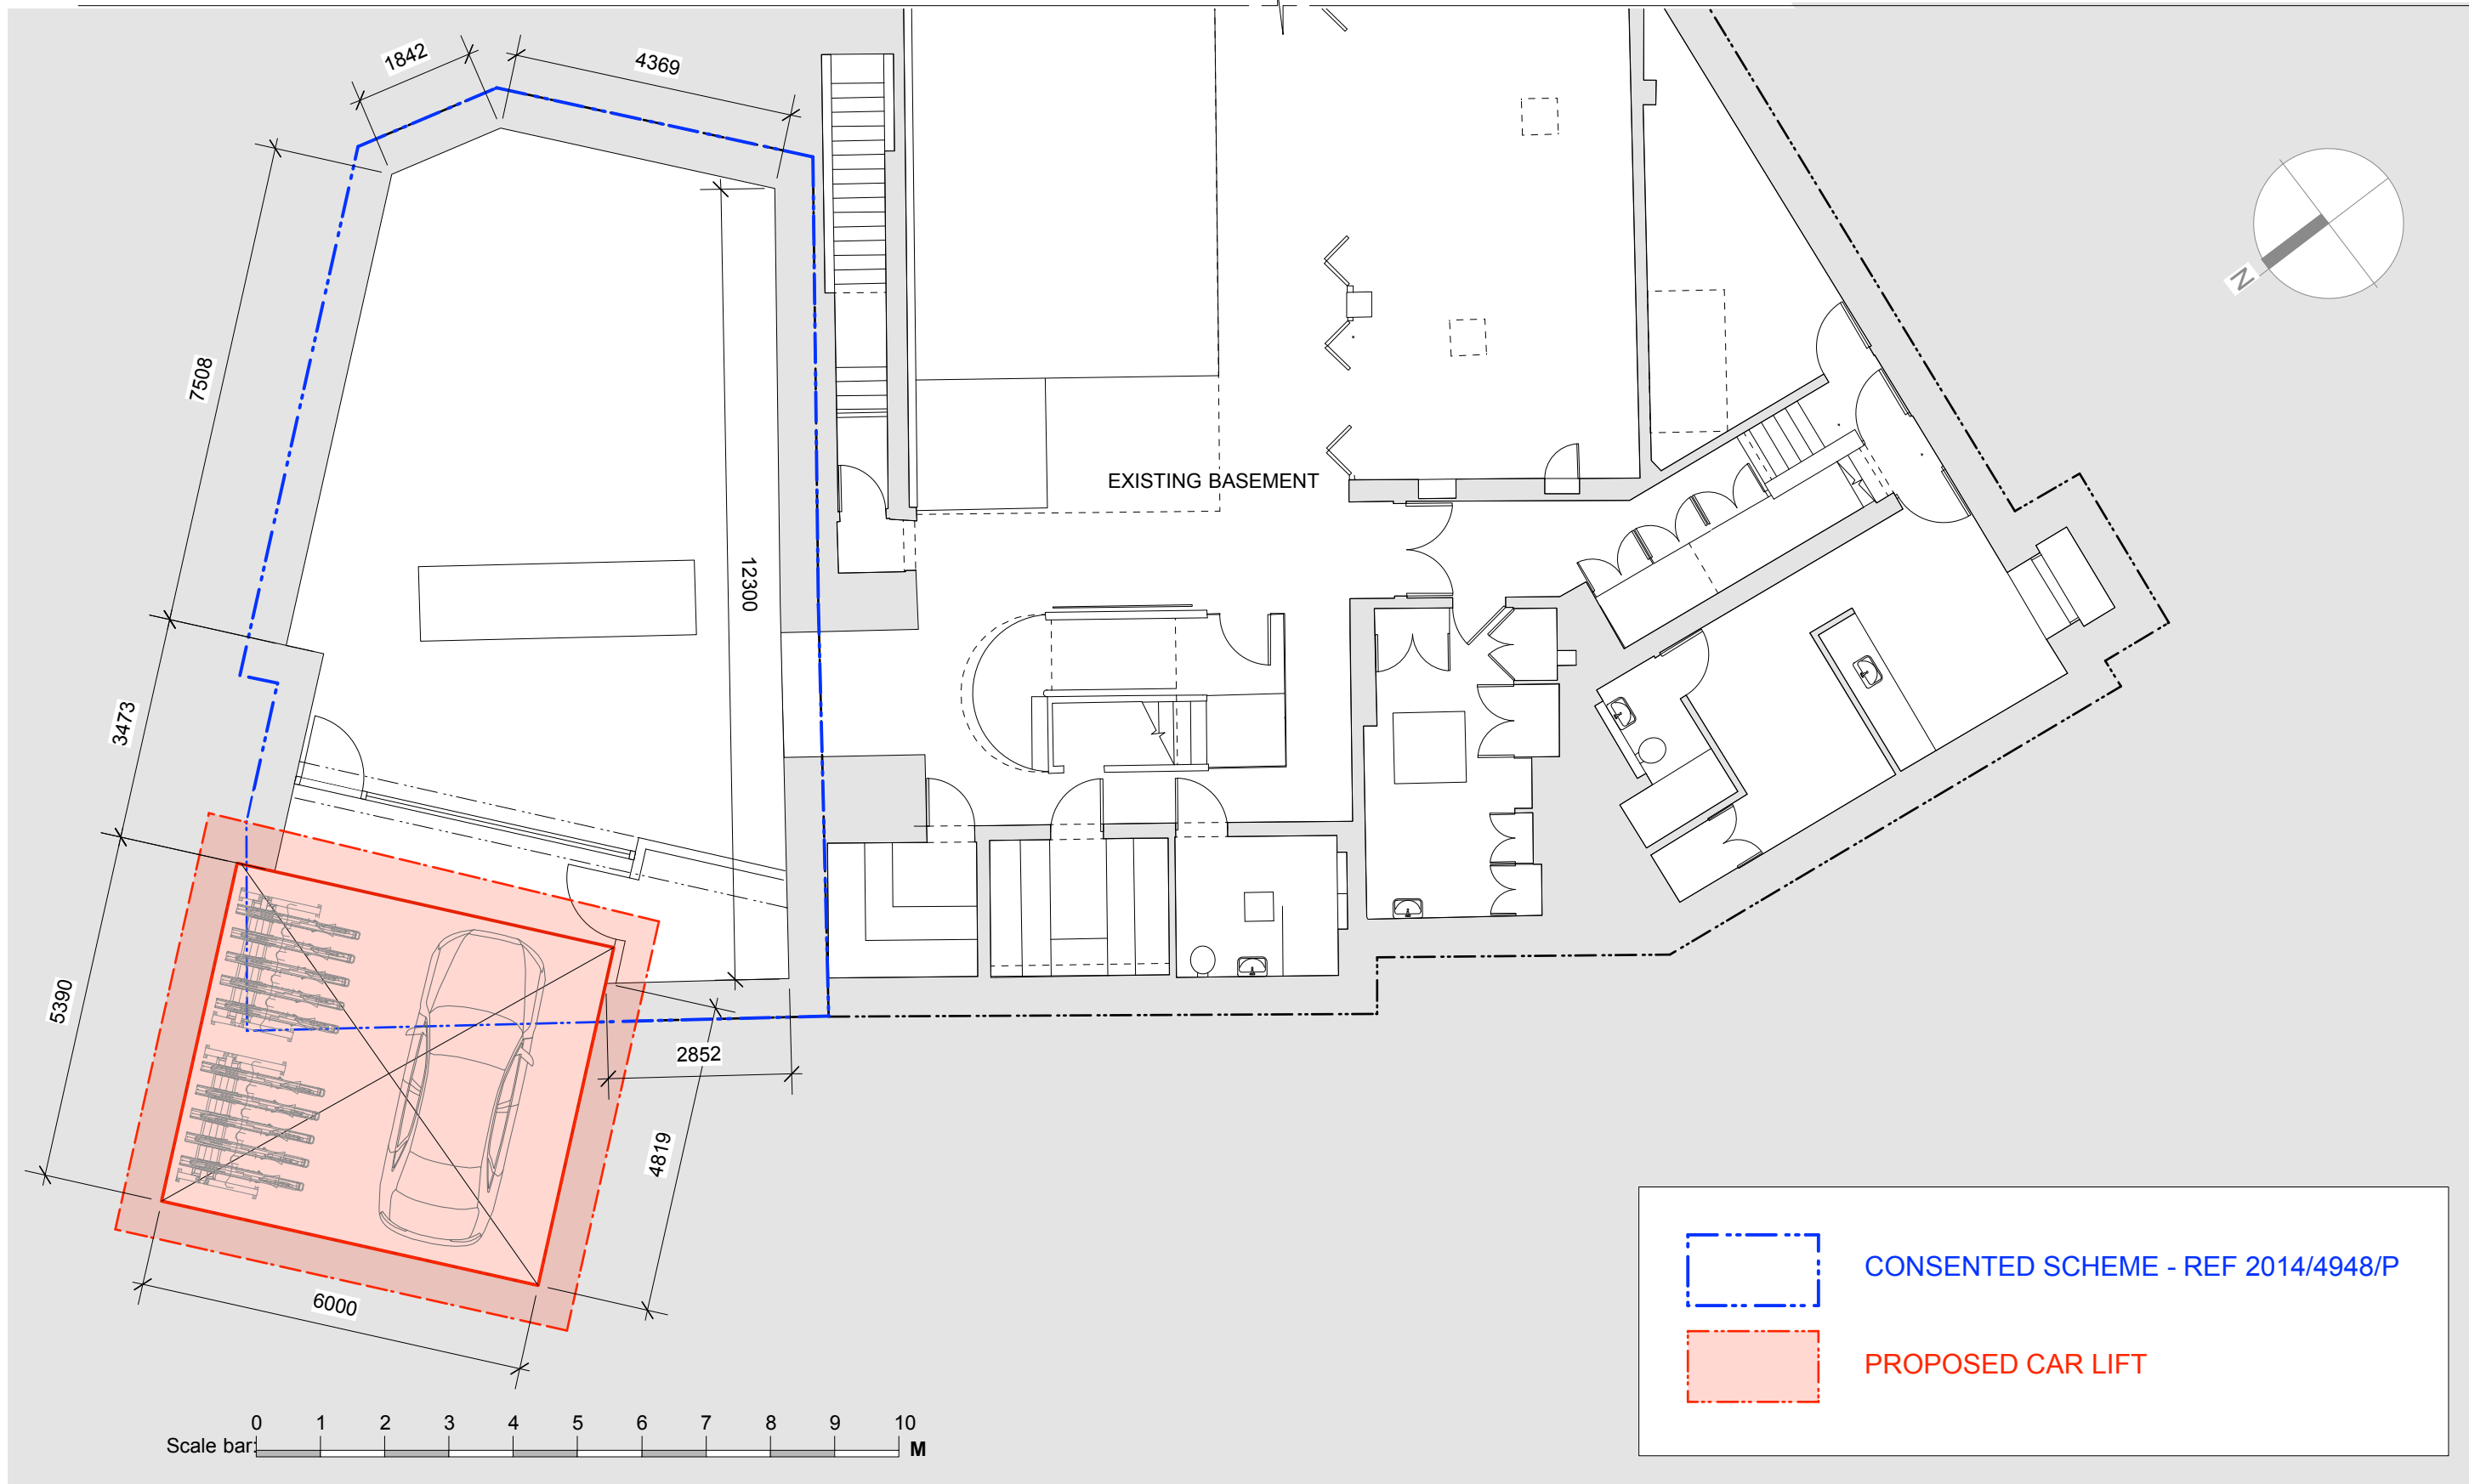 1842
4369
7508
N
EXISTING BASEMENT
12300
3473
5390
2852
4819
6000
CONSENTED SCHEME - REF 2014/4948/P
PROPOSED CAR LIFT
0 1 2 3 4 5 6 7 8 9 10
Scale bar: M